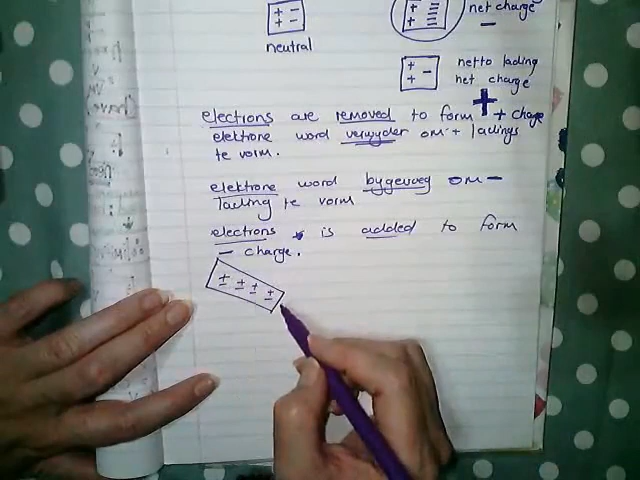 + -
+ -
neutral
net charge
-
+ -
+
netto lading
net charge
electrons are removed to form + + charge
elektrone word verwyder om + ladings
te vorm.
elektrone word bygevoeg om -
lading te vorm
electrons is added to form
- charge.
± ± ± ±